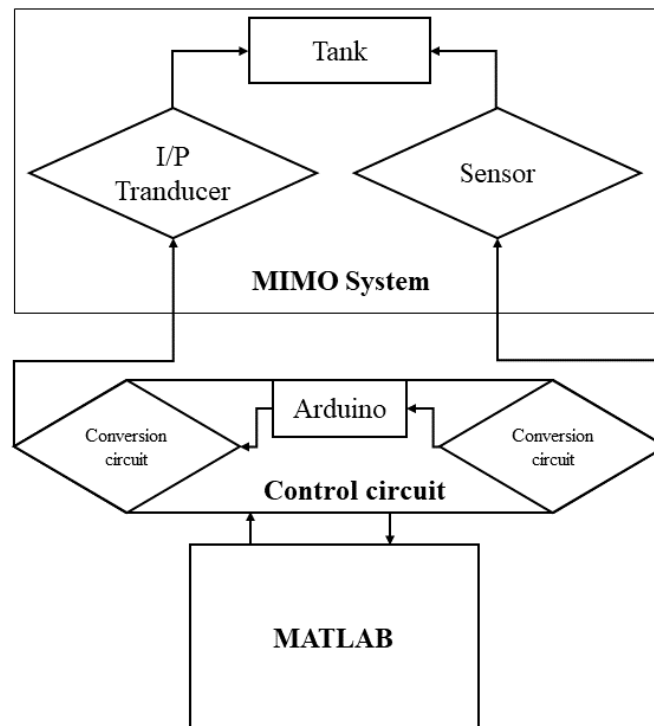 Tank
I/P
Tranducer
Sensor
MIMO System
Conversion
circuit
Arduino
Conversion
circuit
Control circuit
MATLAB